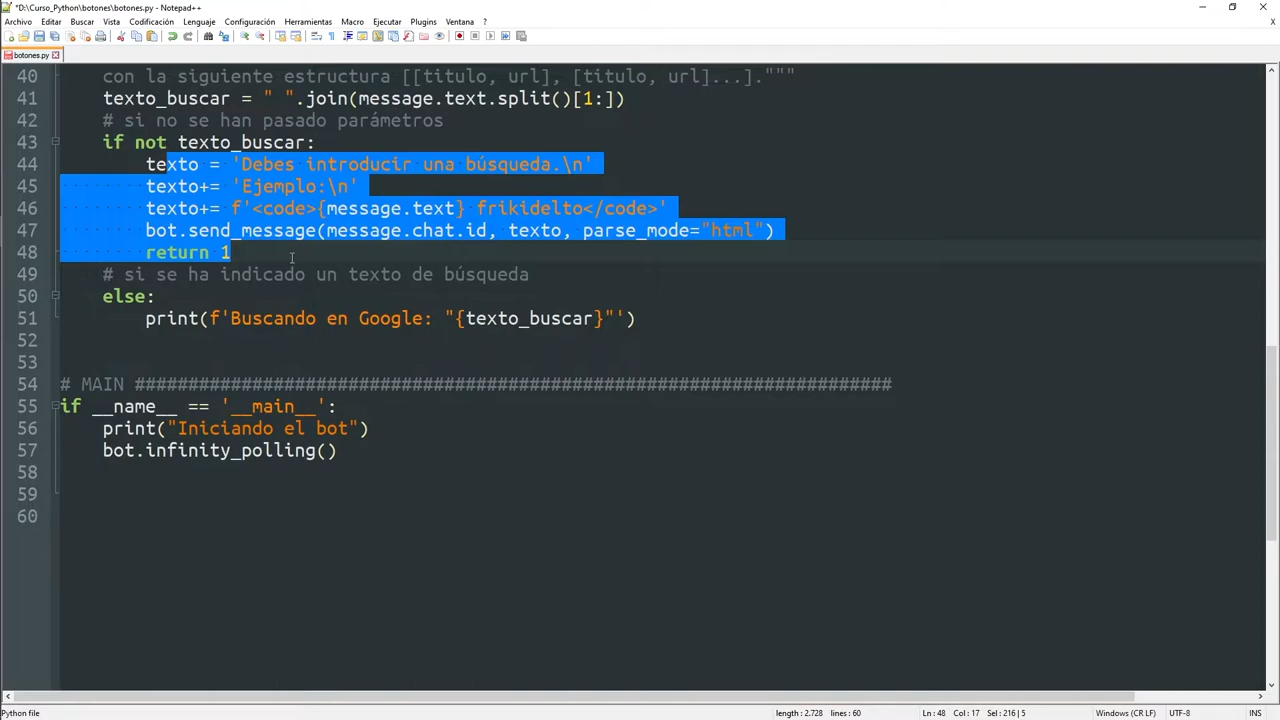 *D:\Curso_Python\botones\botones.py - Notepad++
Archivo Editar Buscar Vista Codificación Lenguaje Configuración Herramientas Macro Ejecutar Plugins Ventana ?
botones.py
40 con la siguiente estructura [[titulo, url], [titulo, url]...]."""
41 texto_buscar = " ".join(message.text.split()[1:])
42 # si no se han pasado parámetros
43 if not texto_buscar:
44 texto = 'Debes introducir una búsqueda.\n'
45 texto+= 'Ejemplo:\n'
46 texto+= f'<code>{message.text} frikidelto</code>'
47 bot.send_message(message.chat.id, texto, parse_mode="html")
48 return 1
49 # si se ha indicado un texto de búsqueda
50 else:
51 print(f'Buscando en Google: "{texto_buscar}"')
52
53
54 # MAIN #######################################################################
55 if __name__ == '__main__':
56 print("Iniciando el bot")
57 bot.infinity_polling()
58
59
60
Python file length : 2.728 lines : 60 Ln : 48 Col : 17 Sel : 216 | 5 Windows (CR LF) UTF-8 INS